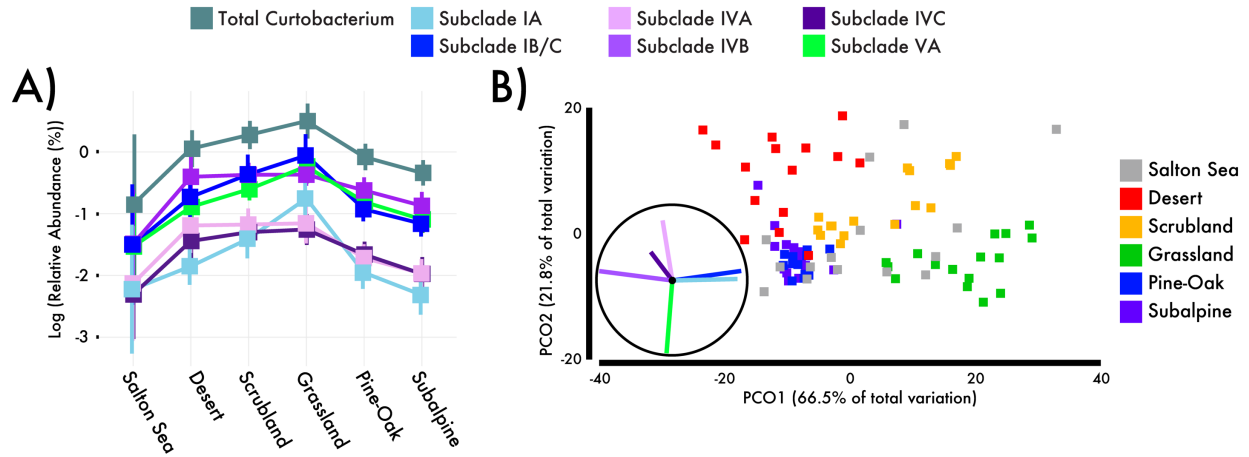 Total Curtobacterium
Subclade IA
Subclade IVA
Subclade IVC
Subclade IB/C
Subclade IVB
Subclade VA
A)
Log (Relative Abundance (%))
0
-1
-2
-3
Salton Sea
Desert
Scrubland
Grassland
Pine-Oak
Subalpine
B)
PCO2 (21.8% of total variation)
20
0
-20
-40
-20
0
20
40
PCO1 (66.5% of total variation)
Salton Sea
Desert
Scrubland
Grassland
Pine-Oak
Subalpine